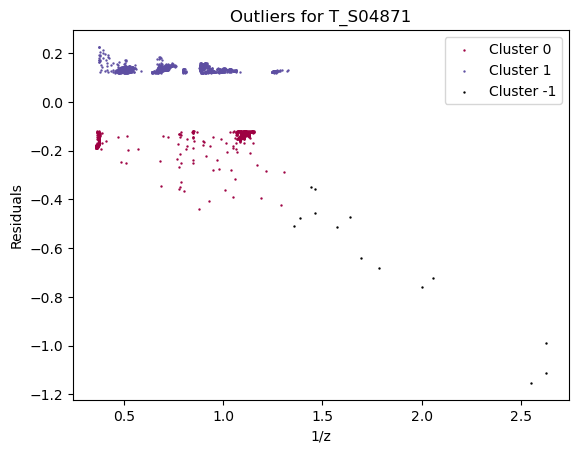 Outliers for T_S04871
Cluster 0
Cluster 1
Cluster -1
0.2
0.0
−0.2
−0.4
−0.6
−0.8
−1.0
−1.2
Residuals
0.5
1.0
1.5
2.0
2.5
1/z